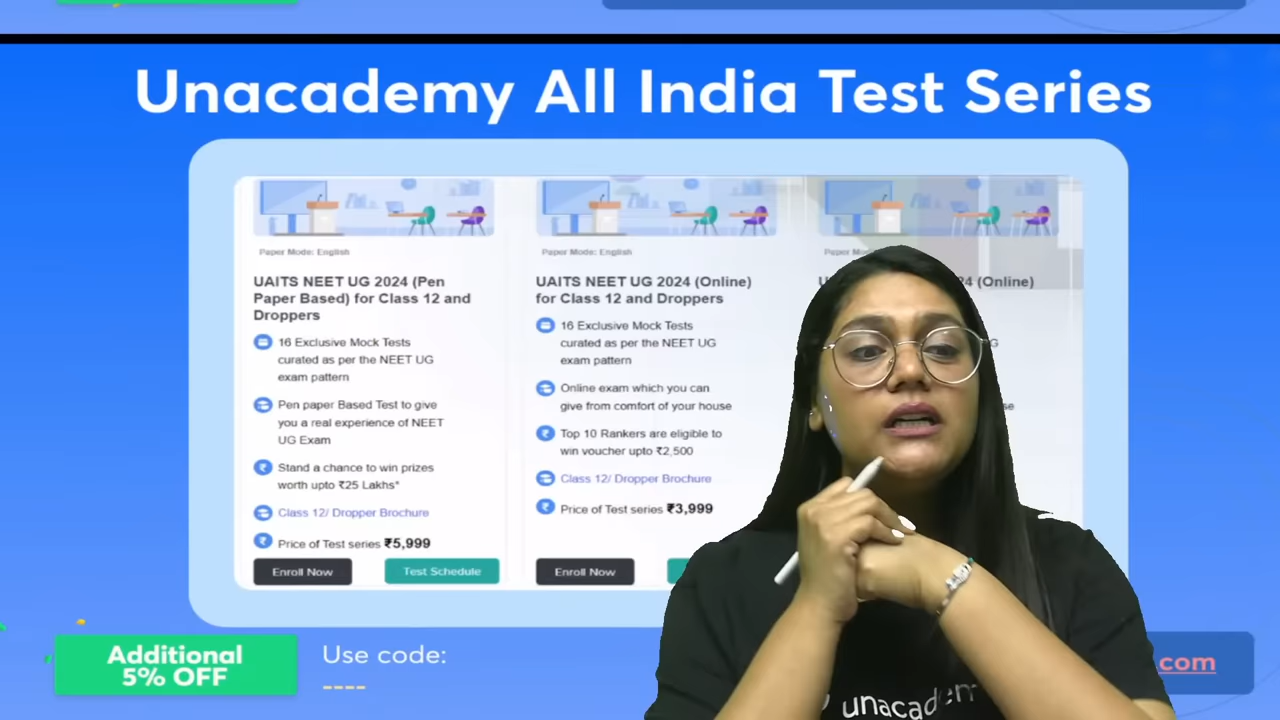 Unacademy All India Test Series
Paper Mode: English
UAITS NEET UG 2024 (Pen
Paper Based) for Class 12 and
Droppers
16 Exclusive Mock Tests
curated as per the NEET UG
exam pattern
Pen paper Based Test to give
you a real experience of NEET
UG Exam
Stand a chance to win prizes
worth upto ₹25 Lakhs*
Class 12/ Dropper Brochure
Price of Test series ₹5,999
Enroll Now
Test Schedule
Paper Mode: English
UAITS NEET UG 2024 (Online)
for Class 12 and Droppers
16 Exclusive Mock Tests
curated as per the NEET UG
exam pattern
Online exam which you can
give from comfort of your house
Top 10 Rankers are eligible to
win voucher upto ₹2,500
Class 12/ Dropper Brochure
Price of Test series ₹3,999
Enroll Now
Paper
(Online)
Additional
5% OFF
Use code:
----
com
unacadem